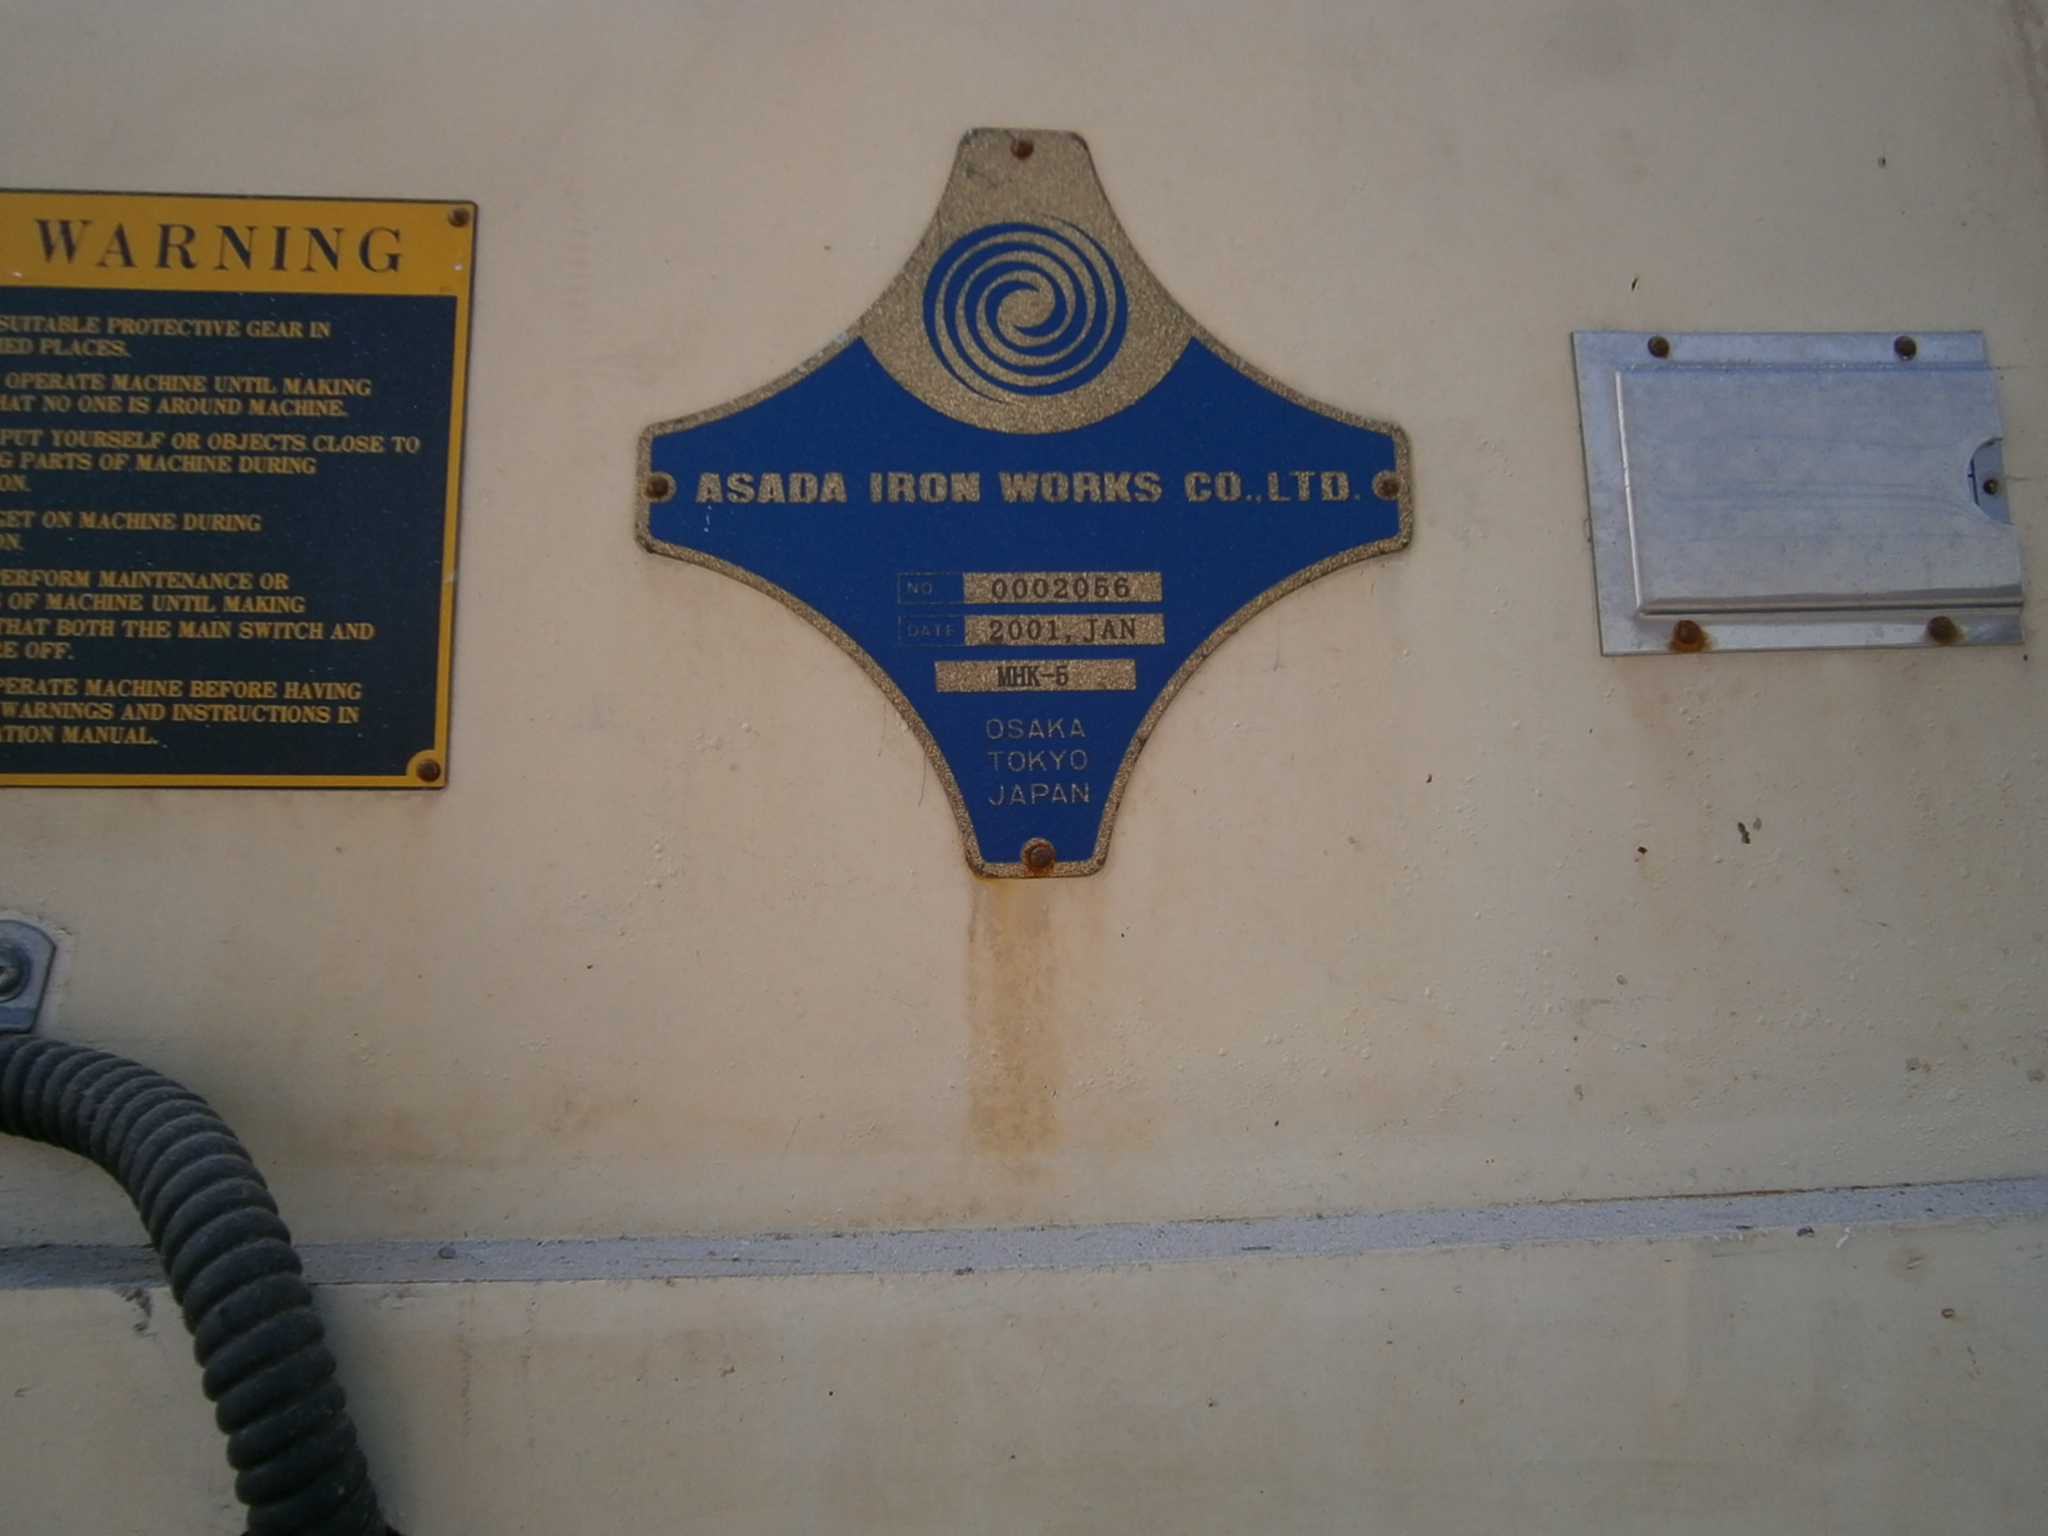 WARNING
SUITABLE PROTECTIVE GEAR IN
PLACES.
OPERATE MACHINE UNTIL MAKING
HAT NO ONE IS AROUND MACHINE.
PUT YOURSELF OR OBJECTS CLOSE TO
G PARTS OF MACHINE DURING
ON.
GET ON MACHINE DURING
ON.
PERFORM MAINTENANCE OR
G OF MACHINE UNTIL MAKING
THAT BOTH THE MAIN SWITCH AND
RE OFF.
PERATE MACHINE BEFORE HAVING
WARNINGS AND INSTRUCTIONS IN
ATION MANUAL.
ASADA IRON WORKS CO.,LTD.
NO. 0002056
DATE 2001, JAN
MHK-5
OSAKA
TOKYO
JAPAN